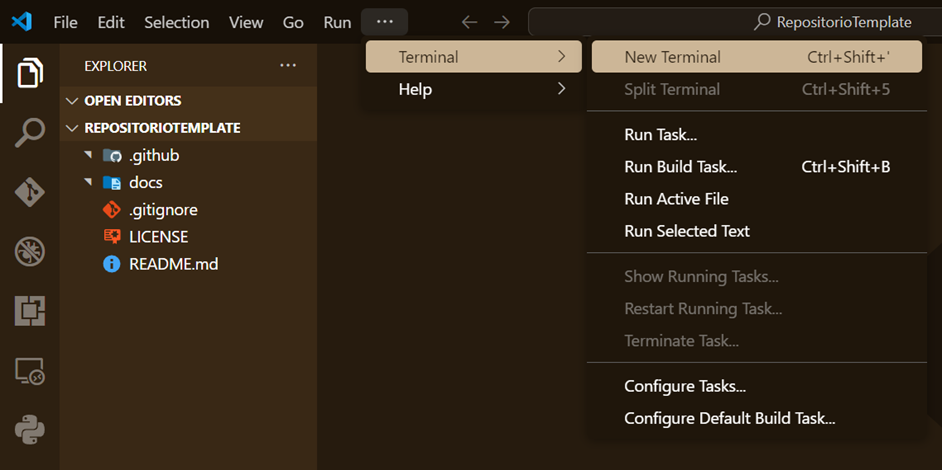 File Edit Selection View Go Run ...
RepositorioTemplate
EXPLORER ...
OPEN EDITORS
REPOSITORIOTEMPLATE
.github
docs
.gitignore
LICENSE
README.md
Terminal
Help
New Terminal Ctrl+Shift+'
Split Terminal Ctrl+Shift+5
Run Task...
Run Build Task... Ctrl+Shift+B
Run Active File
Run Selected Text
Show Running Tasks...
Restart Running Task...
Terminate Task...
Configure Tasks...
Configure Default Build Task...